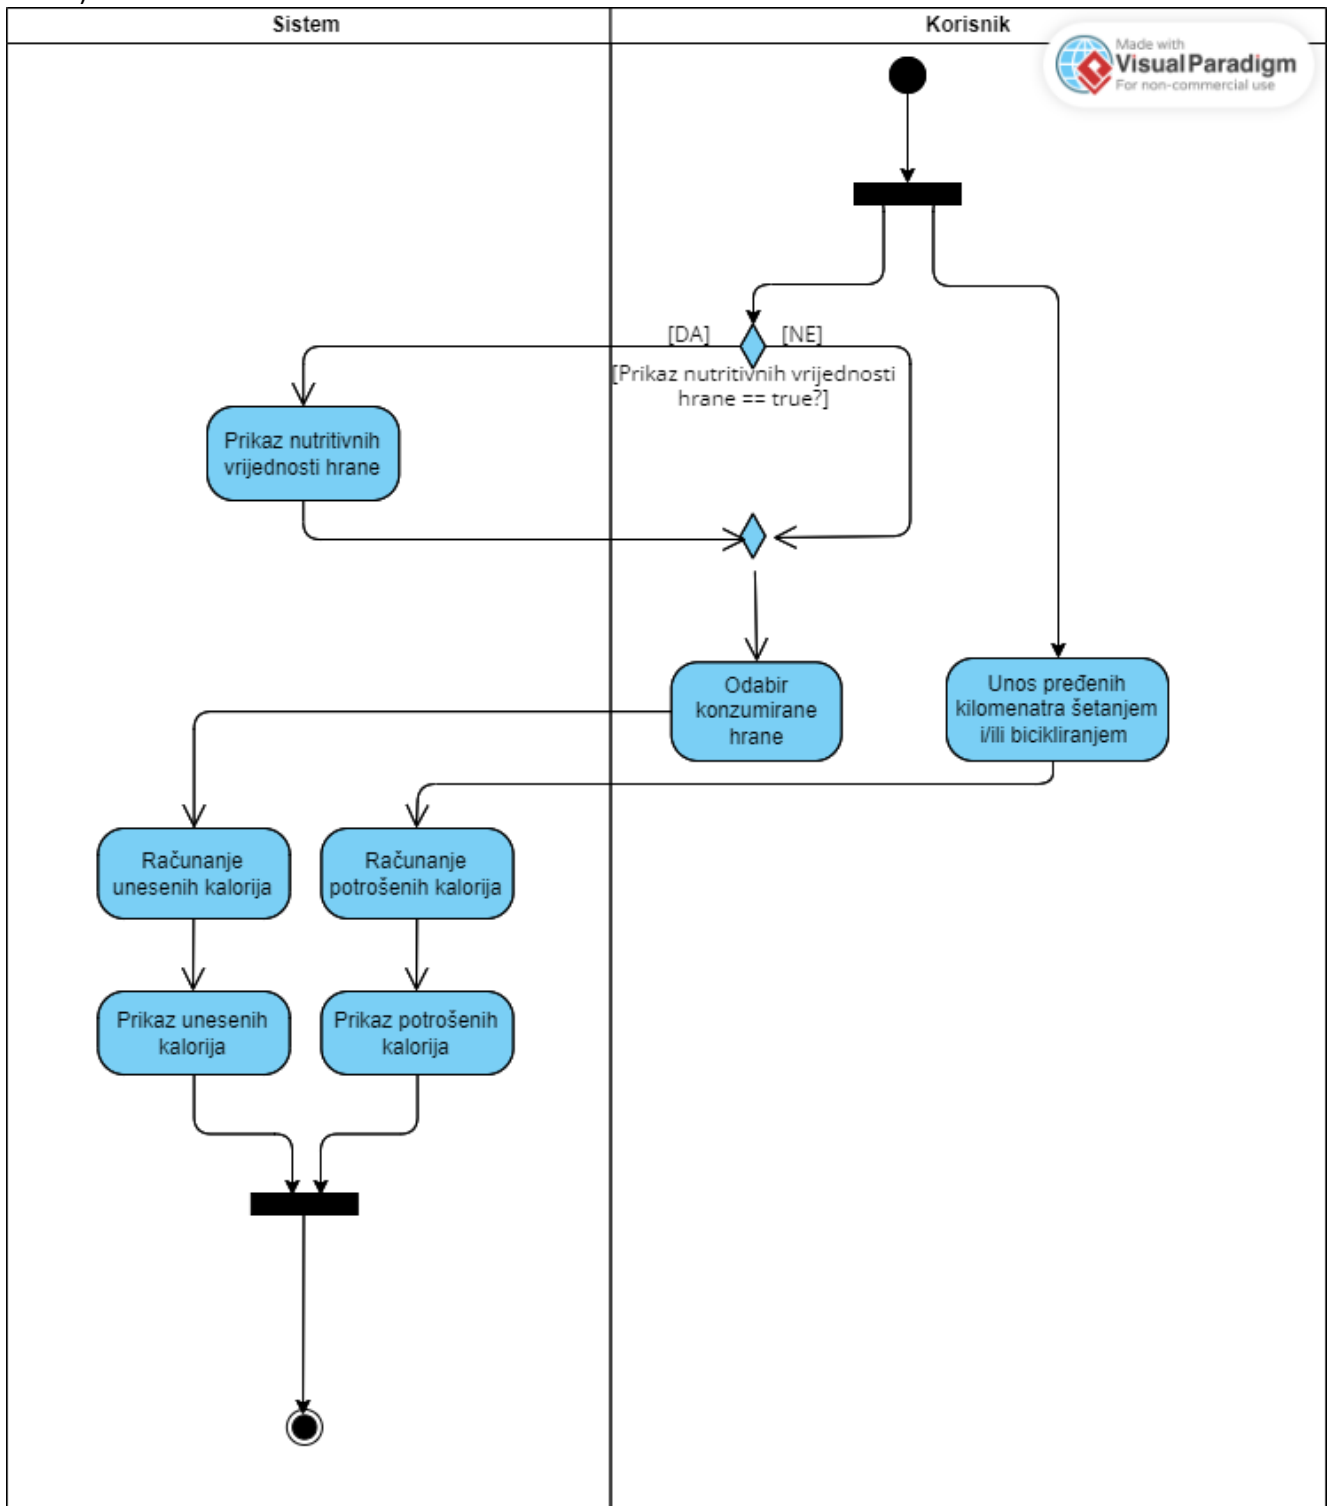 Sistem
Korisnik
Made with
Visual Paradigm
For non-commercial use
[DA]
[NE]
[Prikaz nutritivnih vrijednosti
hrane == true?]
Prikaz nutritivnih
vrijednosti hrane
Odabir
konzumirane
hrane
Unos pređenih
kilomenatra šetanjem
i/ili bicikliranjem
Računanje
unesenih kalorija
Računanje
potrošenih kalorija
Prikaz unesenih
kalorija
Prikaz potrošenih
kalorija